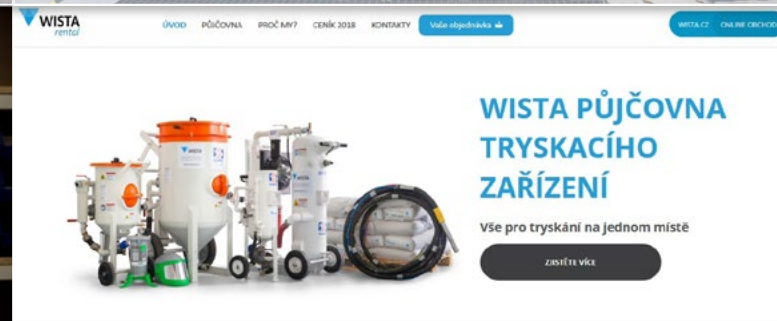 WISTA
rental
ÚVOD PŮJČOVNA PROČ MY? CENÍK 2018 KONTAKTY Vaše objednávka
WISTA.CZ ONLINE OBCHOD
WISTA PŮJČOVNA
TRYSKACÍHO
ZAŘÍZENÍ
Vše pro tryskání na jednom místě
ZJISTĚTE VÍCE
WISTA